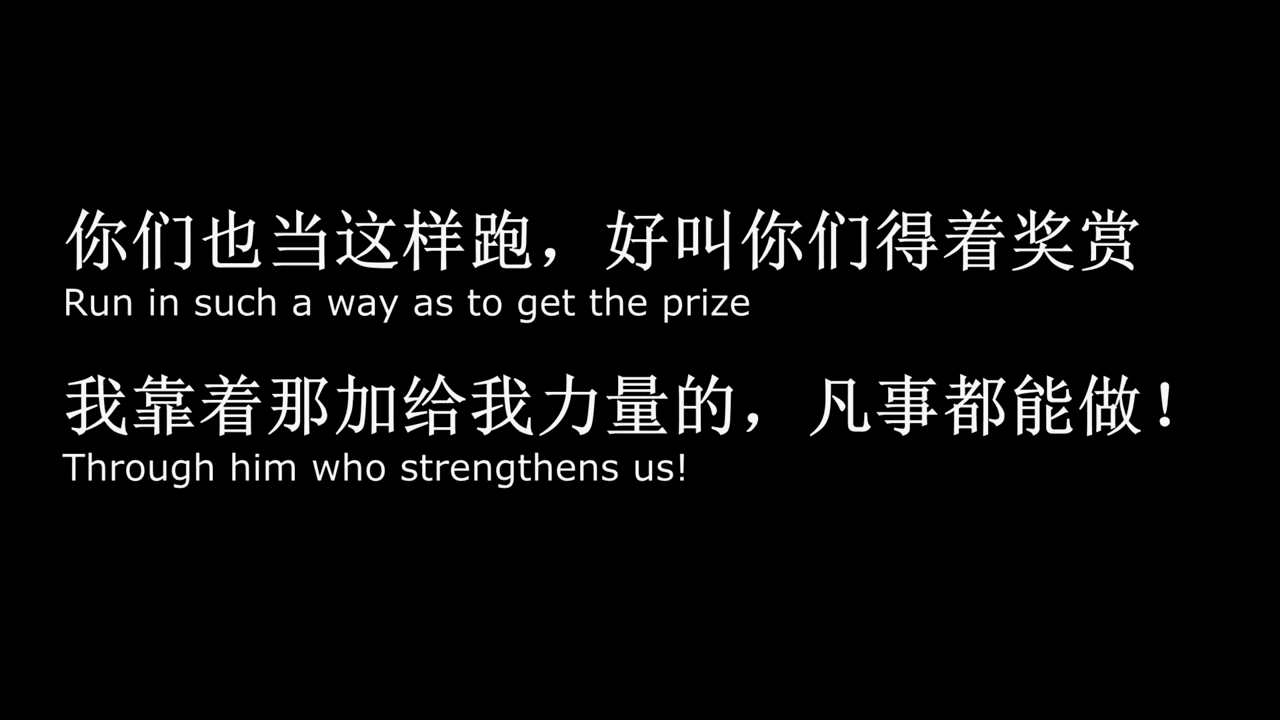 你们也当这样跑，好叫你们得着奖赏
Run in such a way as to get the prize
我靠着那加给我力量的，凡事都能做！
Through him who strengthens us!